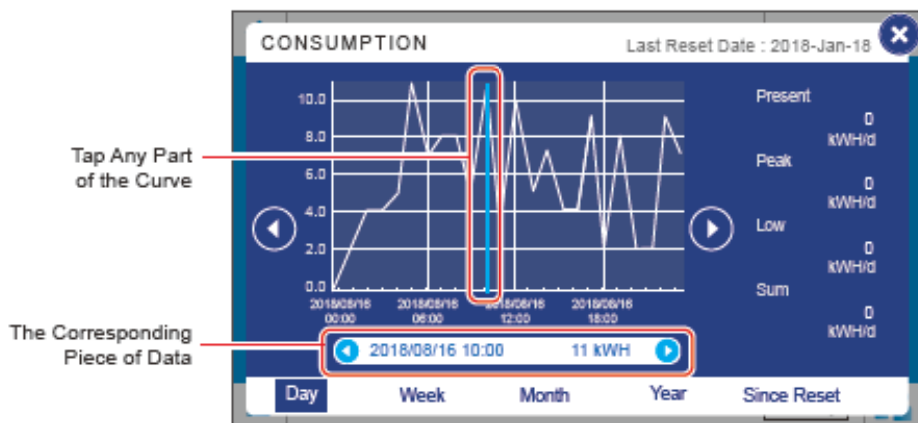 CONSUMPTION
Last Reset Date : 2018-Jan-18
10.0
8.0
6.0
4.0
2.0
0.0
2018/08/16
00:00
2018/08/16
06:00
2018/08/16
12:00
2018/08/16
18:00
Present
0
kWH/d
Peak
0
kWH/d
Low
0
kWH/d
Sum
0
kWH/d
Tap Any Part
of the Curve
The Corresponding
Piece of Data
2018/08/16 10:00 11 kWH
Day Week Month Year Since Reset